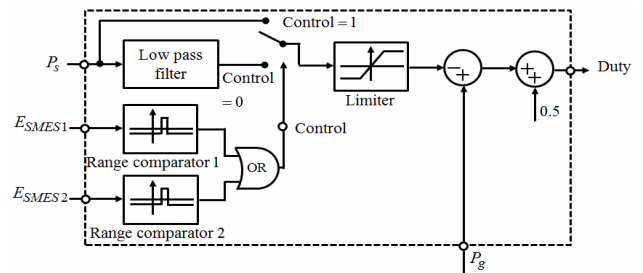 Control = 1
P_s
Low pass
filter
Control
= 0
Limiter
−
+
+
+
Duty
0.5
E_SMES1
Control
Range comparator 1
OR
E_SMES2
Range comparator 2
P_g